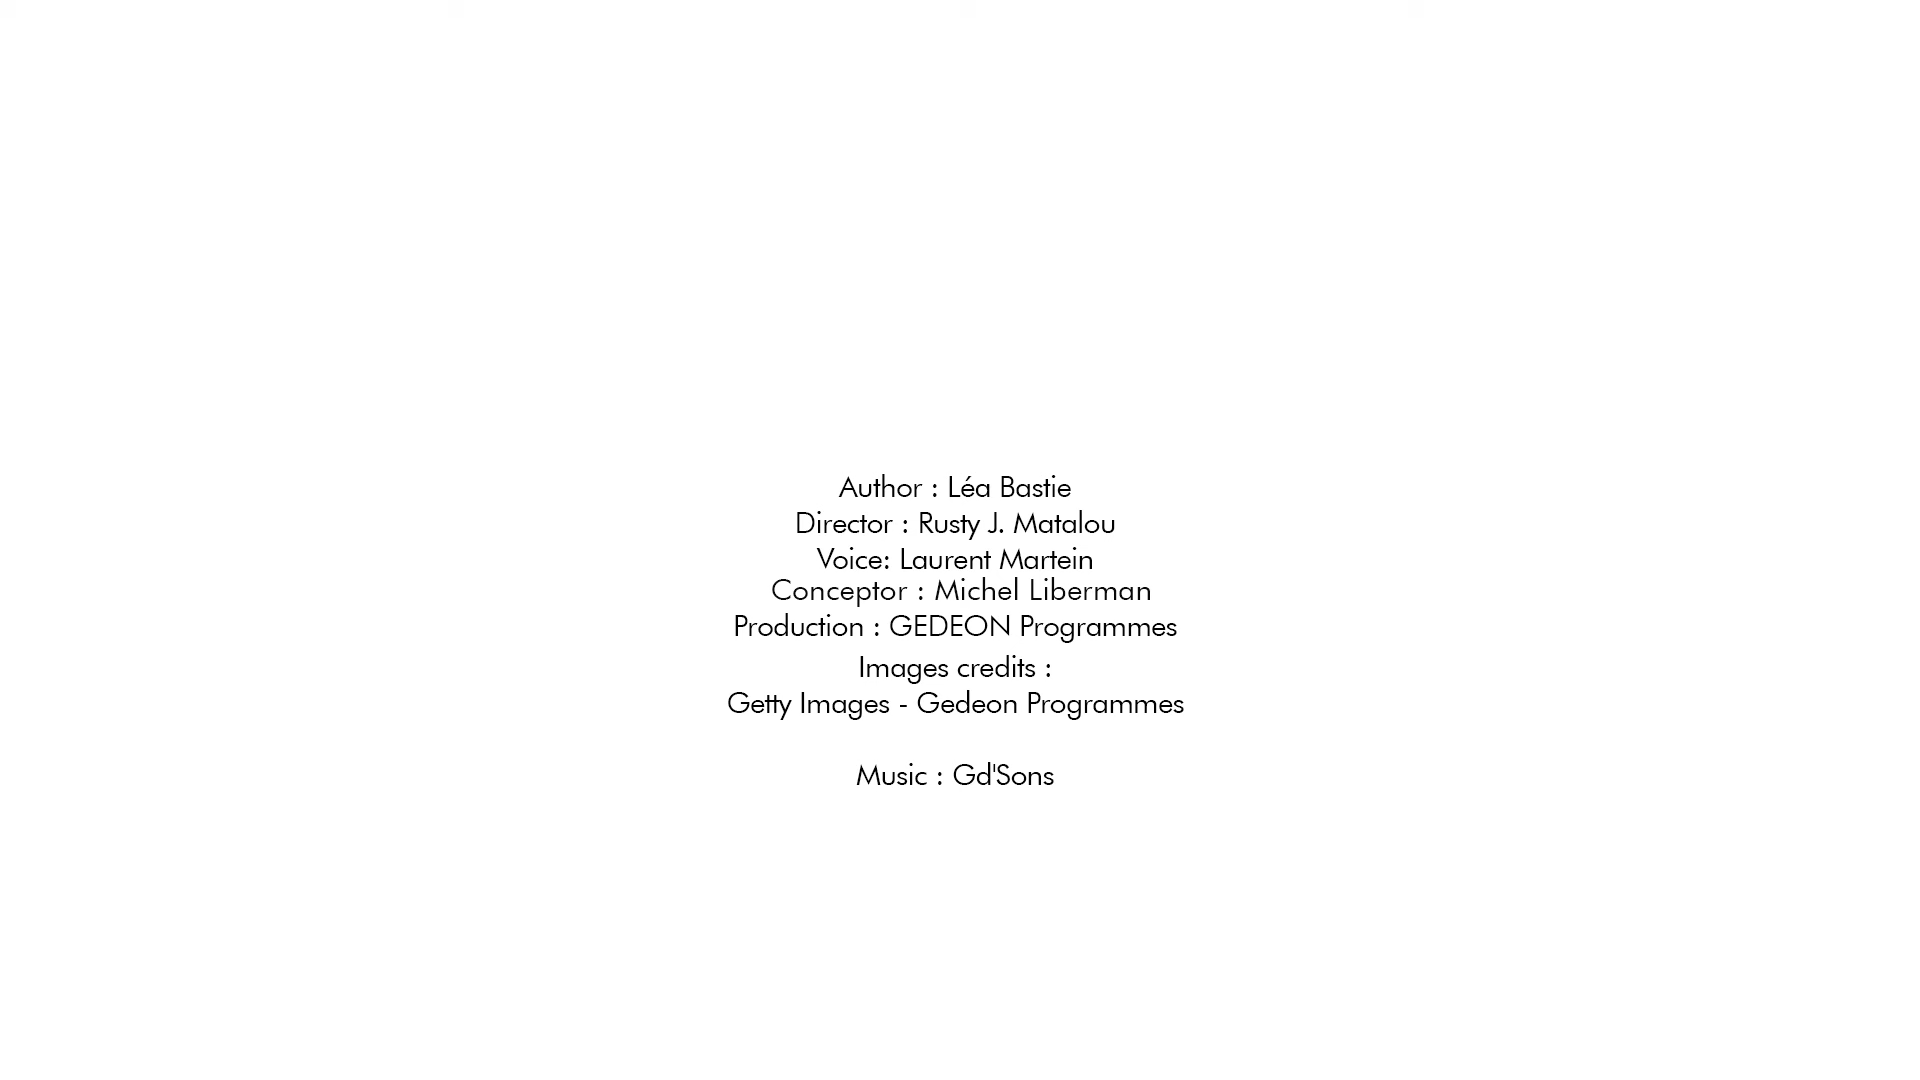 Author : Léa Bastie
Director : Rusty J. Matalou
Voice: Laurent Martein
Conceptor : Michel Liberman
Production : GEDEON Programmes
Images credits :
Getty Images - Gedeon Programmes
Music : Gd'Sons